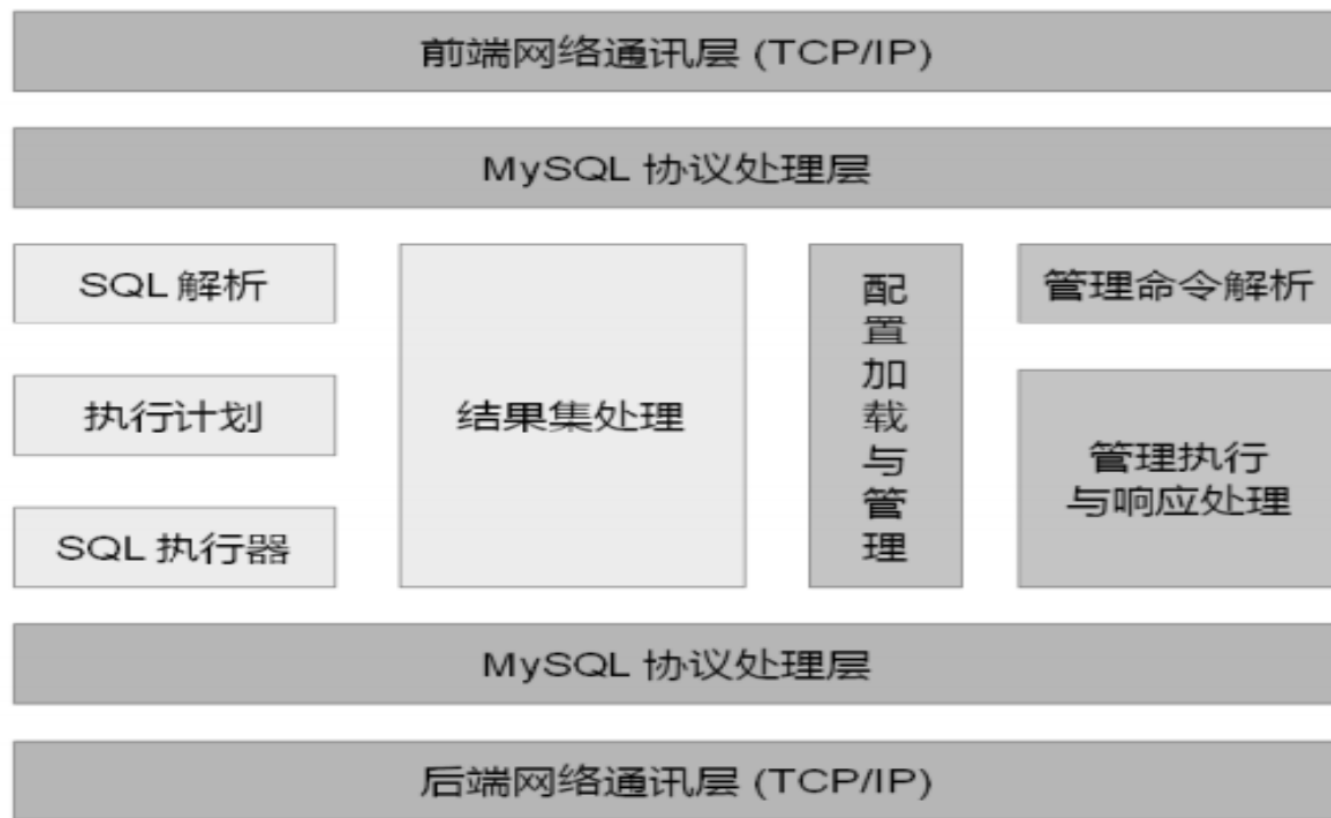 前端网络通讯层 (TCP/IP)
MySQL 协议处理层
SQL 解析
执行计划
SQL 执行器
结果集处理
配
置
加
载
与
管
理
管理命令解析
管理执行
与响应处理
MySQL 协议处理层
后端网络通讯层 (TCP/IP)